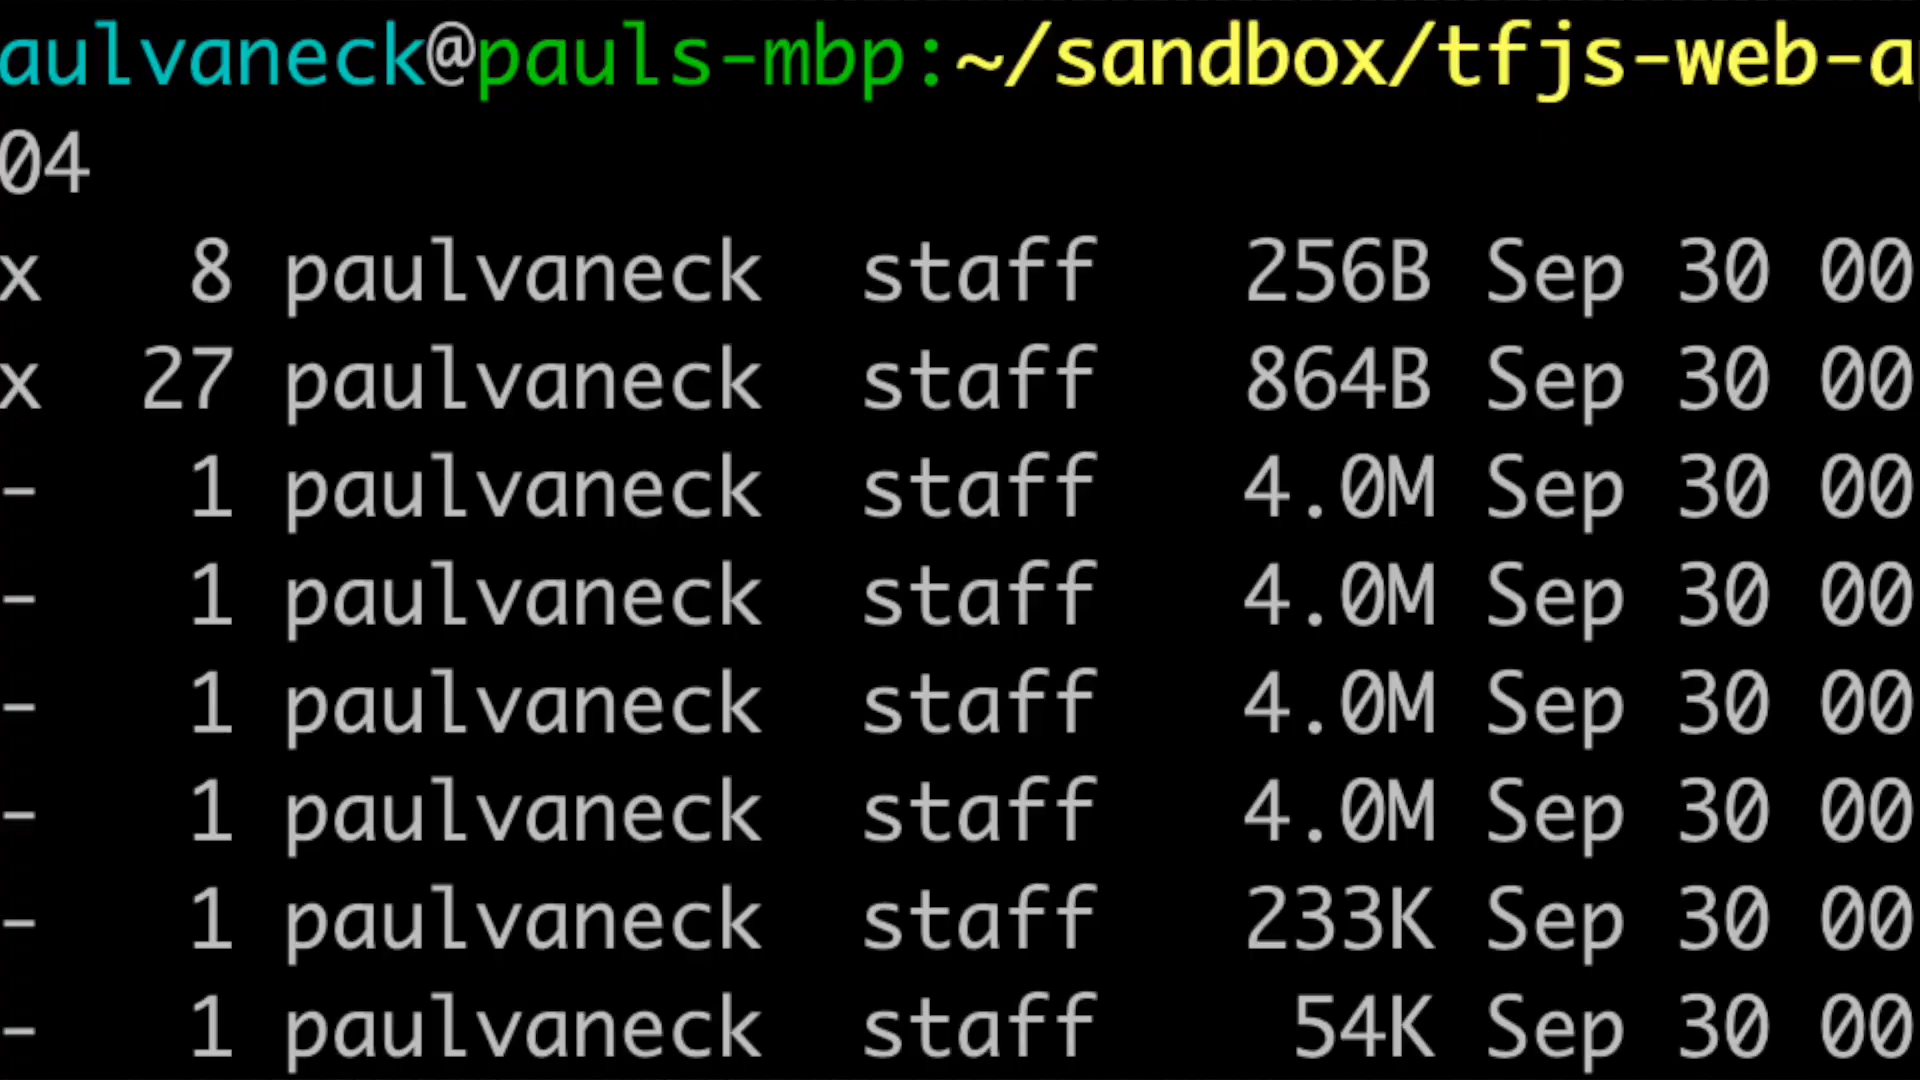 aulvaneck@pauls-mbp:~/sandbox/tfjs-web-a
04
x 8 paulvaneck staff 256B Sep 30 00
x 27 paulvaneck staff 864B Sep 30 00
- 1 paulvaneck staff 4.0M Sep 30 00
- 1 paulvaneck staff 4.0M Sep 30 00
- 1 paulvaneck staff 4.0M Sep 30 00
- 1 paulvaneck staff 4.0M Sep 30 00
- 1 paulvaneck staff 233K Sep 30 00
- 1 paulvaneck staff 54K Sep 30 00